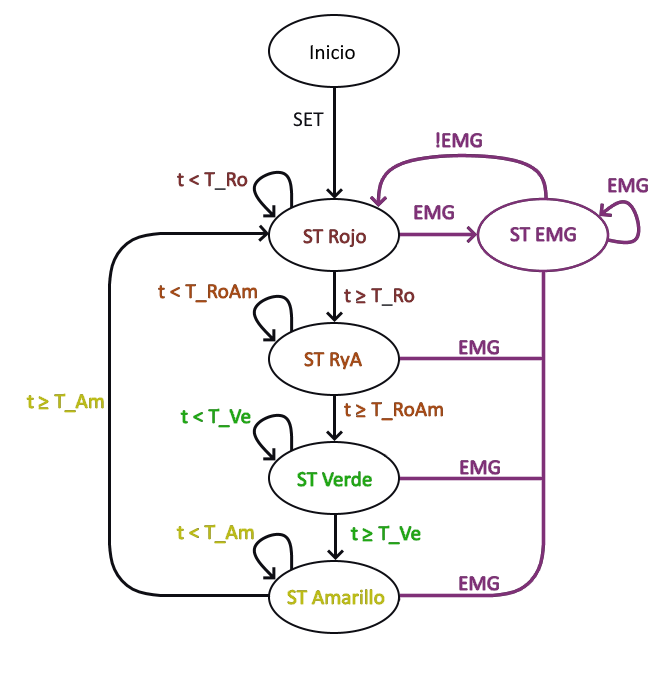 Inicio
SET
!EMG
t < T_Ro
EMG
EMG
ST Rojo
ST EMG
t < T_RoAm
t ≥ T_Ro
EMG
ST RyA
t ≥ T_Am
t ≥ T_RoAm
t < T_Ve
EMG
ST Verde
t < T_Am
t ≥ T_Ve
EMG
ST Amarillo